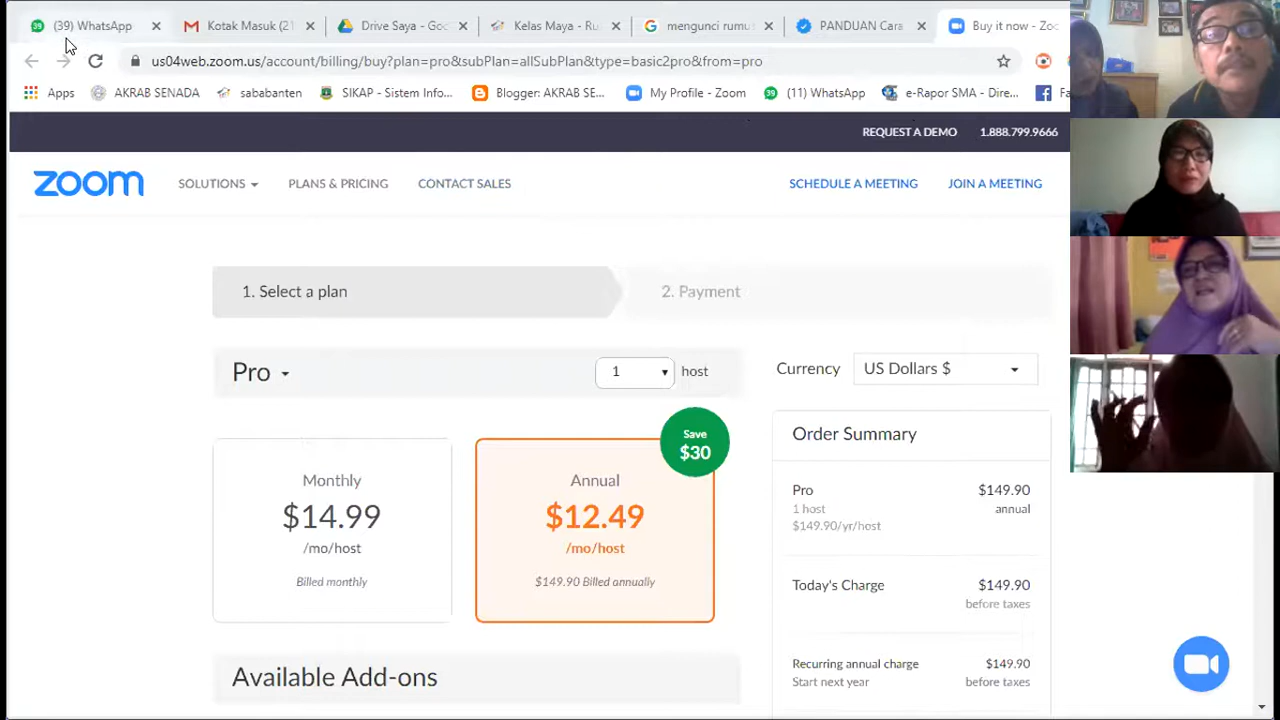 (39) WhatsApp
Kotak Masuk (21
Drive Saya - Goo
Kelas Maya - Ru
mengunci rumus
PANDUAN Cara
Buy it now - Zoo
us04web.zoom.us/account/billing/buy?plan=pro&subPlan=allSubPlan&type=basic2pro&from=pro
Apps
AKRAB SENADA
sababanten
SIKAP - Sistem Info...
Blogger: AKRAB SE...
My Profile - Zoom
(11) WhatsApp
e-Rapor SMA - Dire...
Fa
REQUEST A DEMO 1.888.799.9666
zoom SOLUTIONS PLANS & PRICING CONTACT SALES SCHEDULE A MEETING JOIN A MEETING
1. Select a plan
2. Payment
Pro
1 host
Currency US Dollars $
Save
$30
Monthly
$14.99
/mo/host
Billed monthly
Annual
$12.49
/mo/host
$149.90 Billed annually
Order Summary
Pro $149.90
1 host annual
$149.90/yr/host
Today's Charge $149.90
before taxes
Recurring annual charge $149.90
Start next year before taxes
Available Add-ons